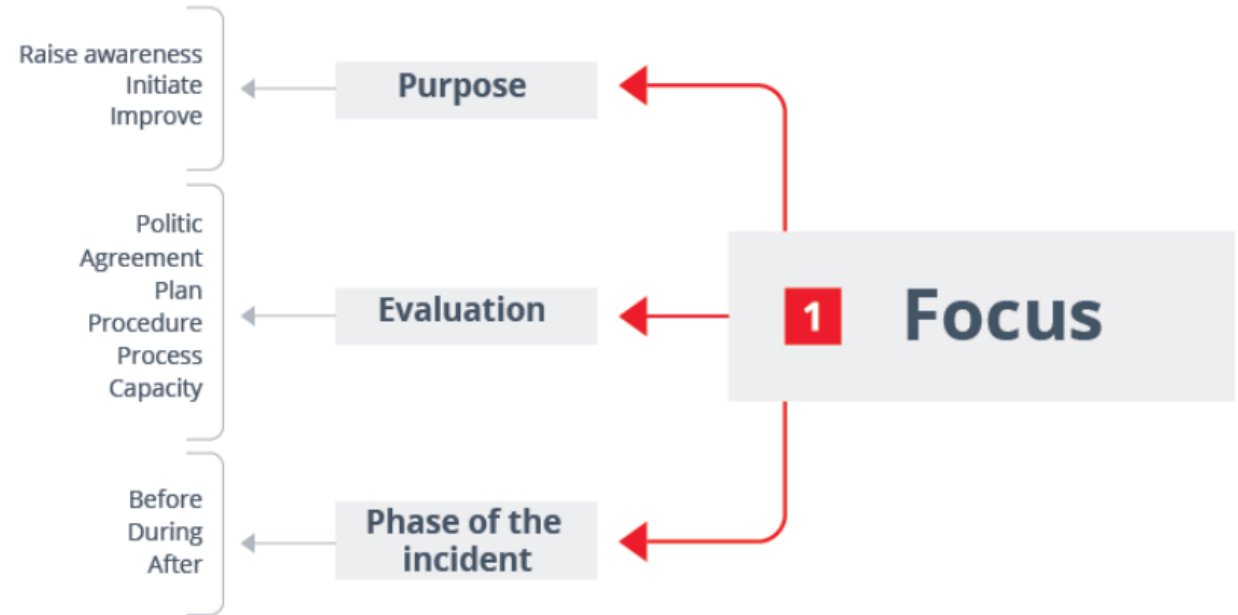 Raise awareness
Initiate
Improve
Purpose
Politic
Agreement
Plan
Procedure
Process
Capacity
Evaluation
1 Focus
Before
During
After
Phase of the
incident